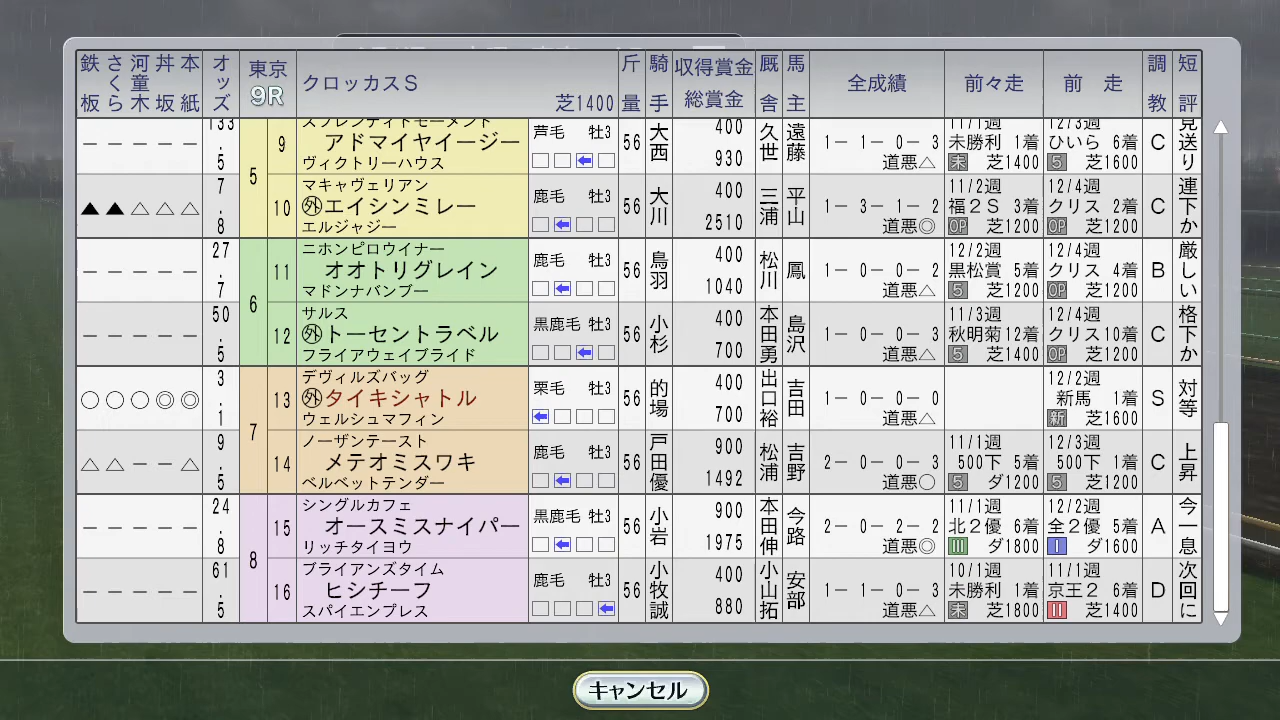 鉄板 さくら 河童木 丼坂 本紙 オッズ 東京 9R クロッカスS 芝1400 斤量 騎手 収得賞金 総賞金 厩舎 馬主 全成績 前々走 前 走 調教 短評
133.5 5 9 スプレンディドモーメント アドマイヤイージー ヴィクトリーハウス 芦毛 牡3 56 大西 400 930 久世 遠藤 1- 1- 0- 3 道悪△ 11/1週 未勝利 1着 未 芝1400 12/3週 ひいら 6着 5 芝1600 C 見送り
▲ ▲ △ △ △ 7.8 10 マキャヴェリアン 外エイシンミレー エルジャジー 鹿毛 牡3 56 大川 400 2510 三浦 平山 1- 3- 1- 2 道悪◎ 11/2週 福2S 3着 OP 芝1200 12/4週 クリス 2着 OP 芝1200 C 連下か
27.7 6 11 ニホンピロウイナー オオトリグレイン マドンナバンブー 鹿毛 牡3 56 鳥羽 400 1040 松川 鳳 1- 0- 0- 2 道悪△ 12/2週 黒松賞 5着 5 芝1200 12/4週 クリス 4着 OP 芝1200 B 厳しい
50.5 12 サルス 外トーセントラベル フライアウェイブライド 黒鹿毛 牡3 56 小杉 400 700 本田勇 島沢 1- 0- 0- 3 道悪△ 11/3週 秋明菊12着 5 芝1400 12/4週 クリス10着 OP 芝1200 C 格下か
○ ○ ○ ◎ ◎ 3.1 7 13 デヴィルズバッグ 外タイキシャトル ウェルシュマフィン 栗毛 牡3 56 的場 400 700 出口裕 吉田 1- 0- 0- 0 道悪△ 12/2週 新馬 1着 新 芝1600 S 対等
△ △ － － △ 9.5 14 ノーザンテースト メテオミスワキ ベルベットテンダー 鹿毛 牡3 56 戸田優 900 1492 松浦 吉野 2- 0- 0- 3 道悪○ 11/1週 500下 5着 5 ダ1200 12/3週 500下 1着 5 芝1200 C 上昇
24.8 8 15 シングルカフェ オースミスナイパー リッチタイヨウ 黒鹿毛 牡3 56 小岩 900 1975 本田伸 今路 2- 0- 2- 2 道悪◎ 11/1週 北2優 6着 III ダ1800 12/2週 全2優 5着 I ダ1600 A 今一息
61.5 16 ブライアンズタイム ヒシチーフ スパイエンプレス 鹿毛 牡3 56 小牧誠 400 880 小山拓 安部 1- 1- 0- 3 道悪△ 10/1週 未勝利 1着 未 芝1800 11/1週 京王2 6着 II 芝1400 D 次回に
キャンセル